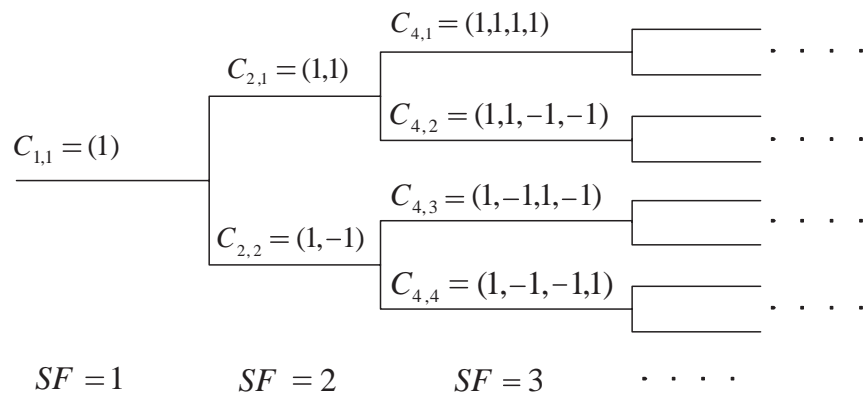 C4,1 = (1,1,1,1)
. . . .
C2,1 = (1,1)
C4,2 = (1,1,−1,−1)
. . . .
C1,1 = (1)
C4,3 = (1,−1,1,−1)
. . . .
C2,2 = (1,−1)
C4,4 = (1,−1,−1,1)
. . . .
SF = 1 SF = 2 SF = 3 . . . .